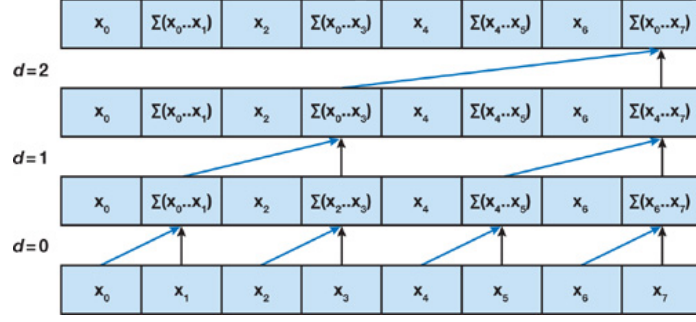 x₀ Σ(x₀..x₁) x₂ Σ(x₀..x₃) x₄ Σ(x₄..x₅) x₆ Σ(x₀..x₇)
d=2
x₀ Σ(x₀..x₁) x₂ Σ(x₀..x₃) x₄ Σ(x₄..x₅) x₆ Σ(x₄..x₇)
d=1
x₀ Σ(x₀..x₁) x₂ Σ(x₂..x₃) x₄ Σ(x₄..x₅) x₆ Σ(x₆..x₇)
d=0
x₀ x₁ x₂ x₃ x₄ x₅ x₆ x₇